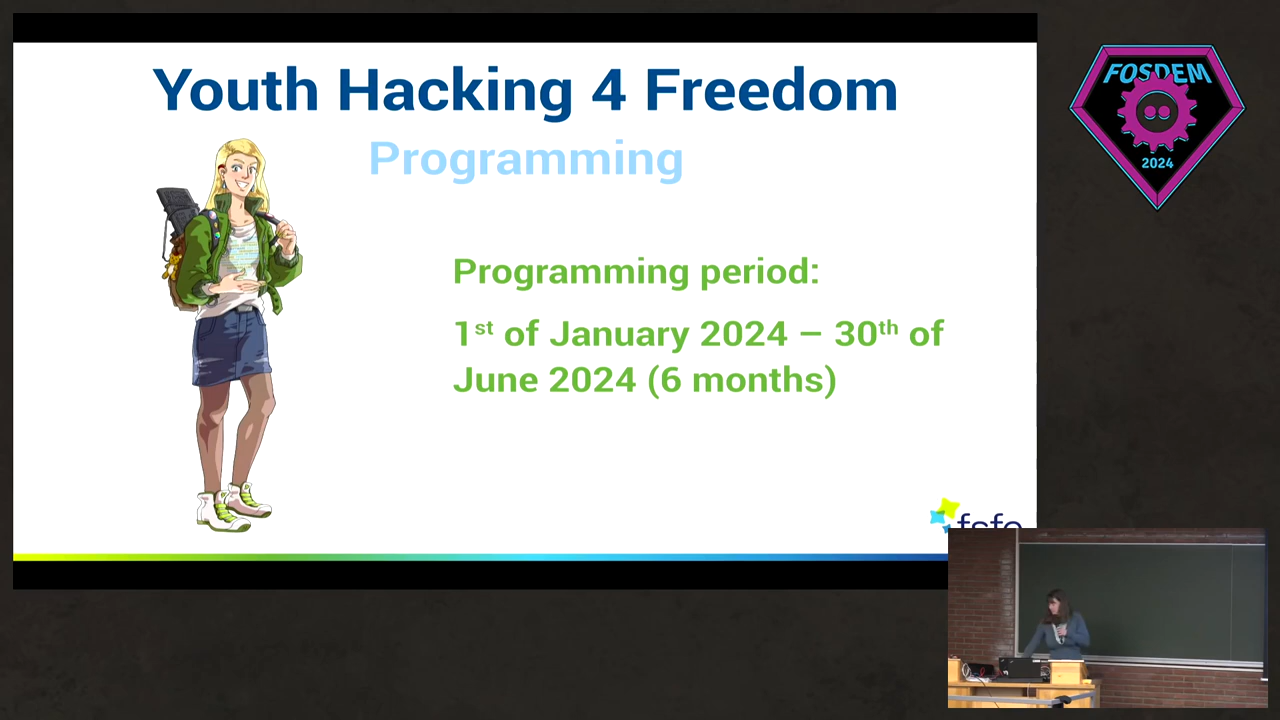 Youth Hacking 4 Freedom
Programming
Programming period:
1st of January 2024 – 30th of
June 2024 (6 months)
fsfe
FOSDEM
2024